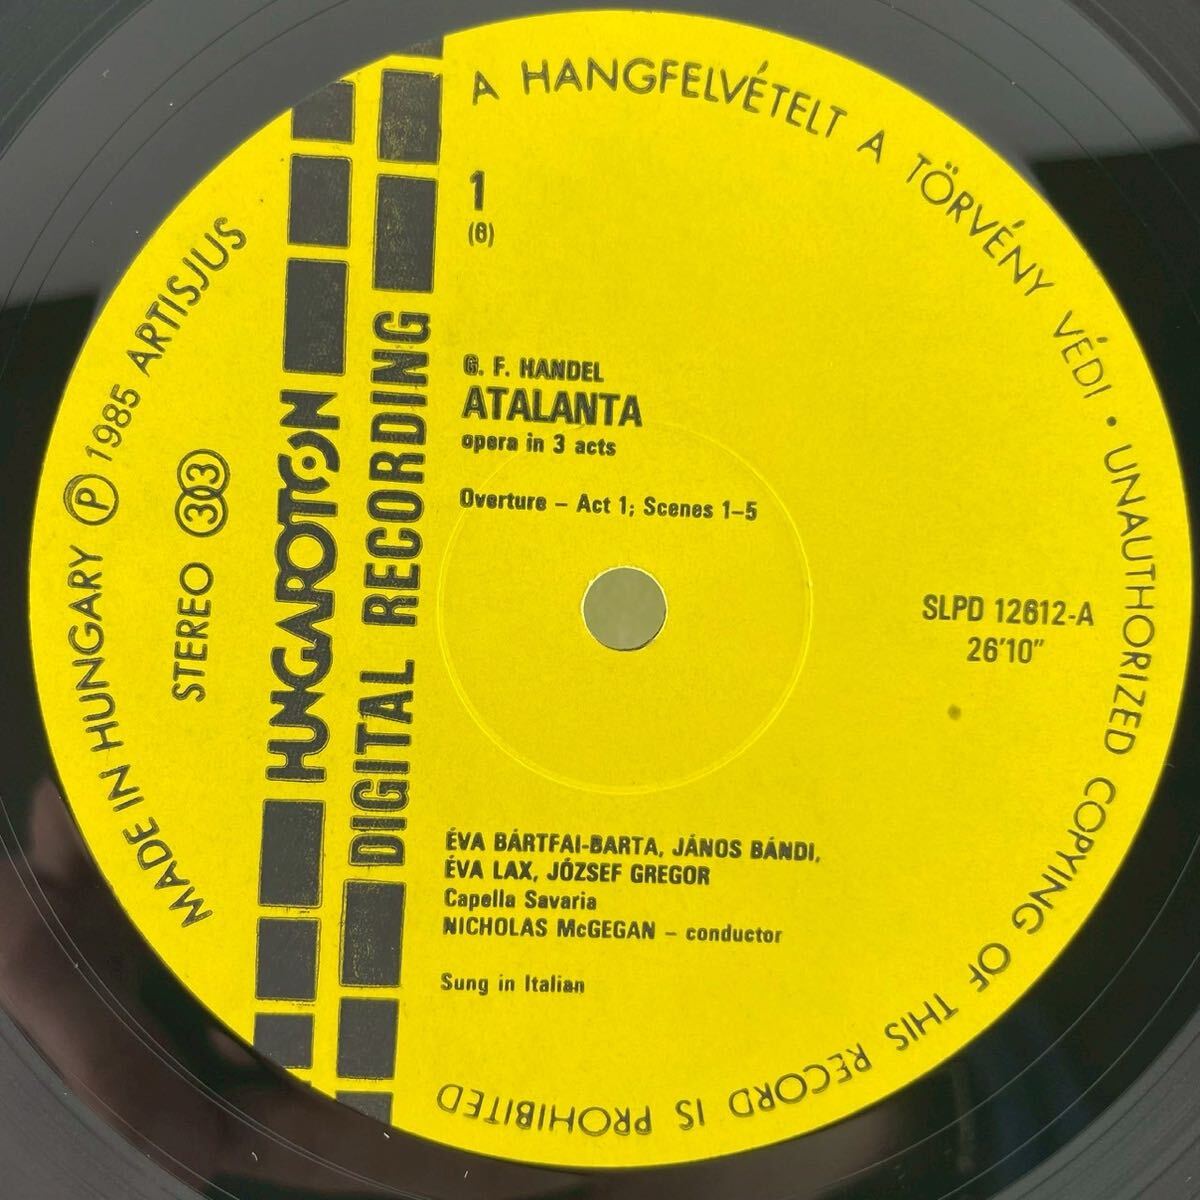 A HANGFELVÉTELT A TÖRVÉNY VÉDI • UNAUTHORIZED COPYING OF THIS RECORD IS PROHIBITED
MADE IN HUNGARY Ⓟ 1985 ARTISJUS
STEREO 33
HUNGAROTON
DIGITAL RECORDING
1
(6)
G. F. HANDEL
ATALANTA
opera in 3 acts
Overture – Act 1; Scenes 1–5
SLPD 12612-A
26'10"
ÉVA BÁRTFAI-BARTA, JÁNOS BÁNDI,
ÉVA LAX, JÓZSEF GREGOR
Capella Savaria
NICHOLAS McGEGAN – conductor
Sung in Italian